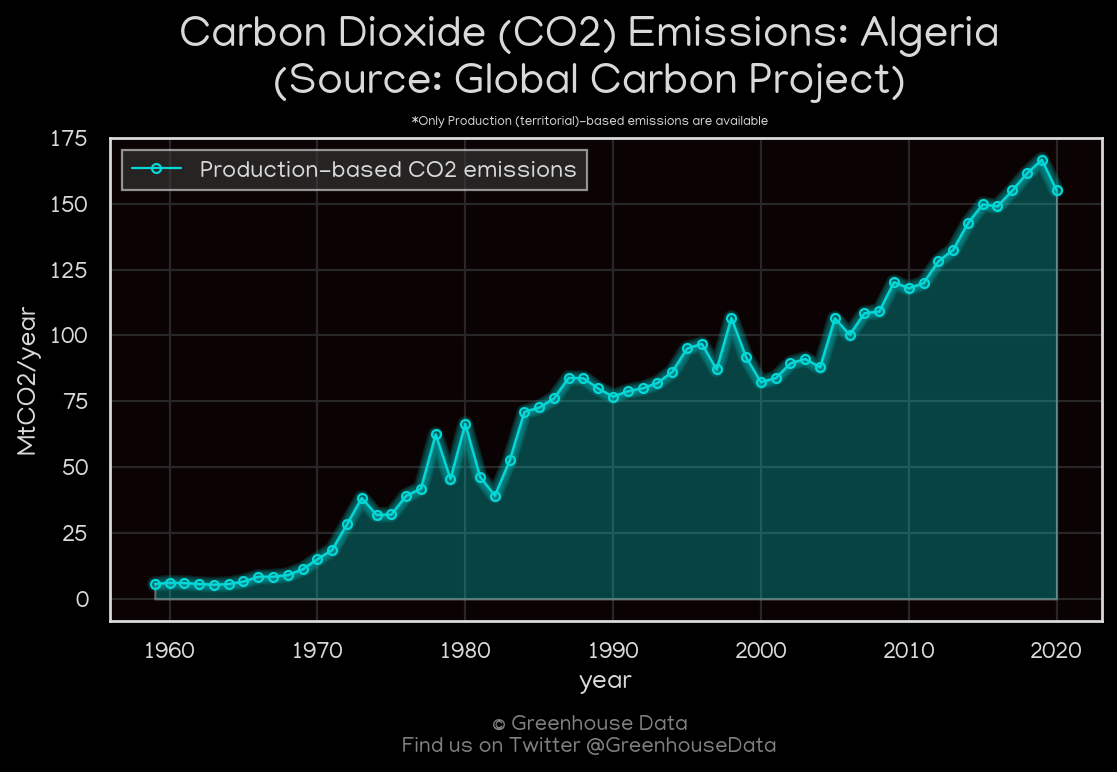 Carbon Dioxide (CO2) Emissions: Algeria
(Source: Global Carbon Project)
*Only Production (territorial)-based emissions are available
Production-based CO2 emissions
175
150
125
100
75
50
25
0
MtCO2/year
1960 1970 1980 1990 2000 2010 2020
year
© Greenhouse Data
Find us on Twitter @GreenhouseData